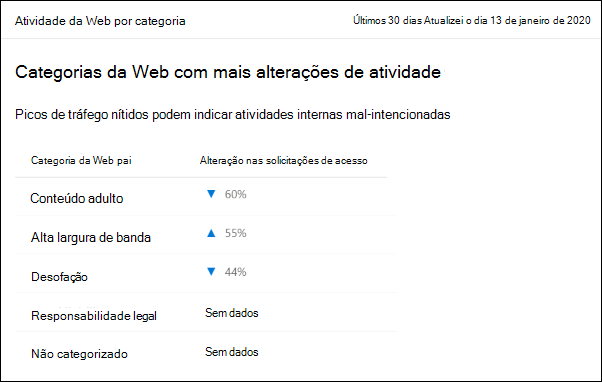 Atividade da Web por categoria
Últimos 30 dias Atualizei o dia 13 de janeiro de 2020
Categorias da Web com mais alterações de atividade
Picos de tráfego nítidos podem indicar atividades internas mal-intencionadas
Categoria da Web pai Alteração nas solicitações de acesso
Conteúdo adulto ▼ 60%
Alta largura de banda ▲ 55%
Desofação ▼ 44%
Responsabilidade legal Sem dados
Não categorizado Sem dados